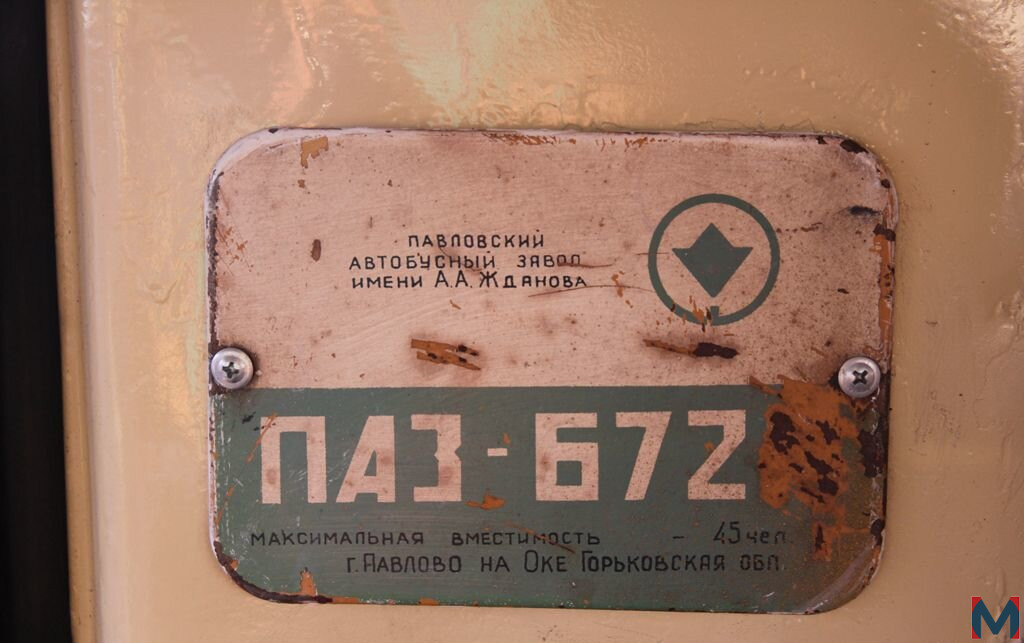 ПАВЛОВСКИЙ
АВТОБУСНЫЙ ЗАВОД
ИМЕНИ А.А. ЖДАНОВА
ПАЗ-672
МАКСИМАЛЬНАЯ ВМЕСТИМОСТЬ - 45 чел.
г. ПАВЛОВО НА ОКЕ ГОРЬКОВСКАЯ ОБЛ.
M